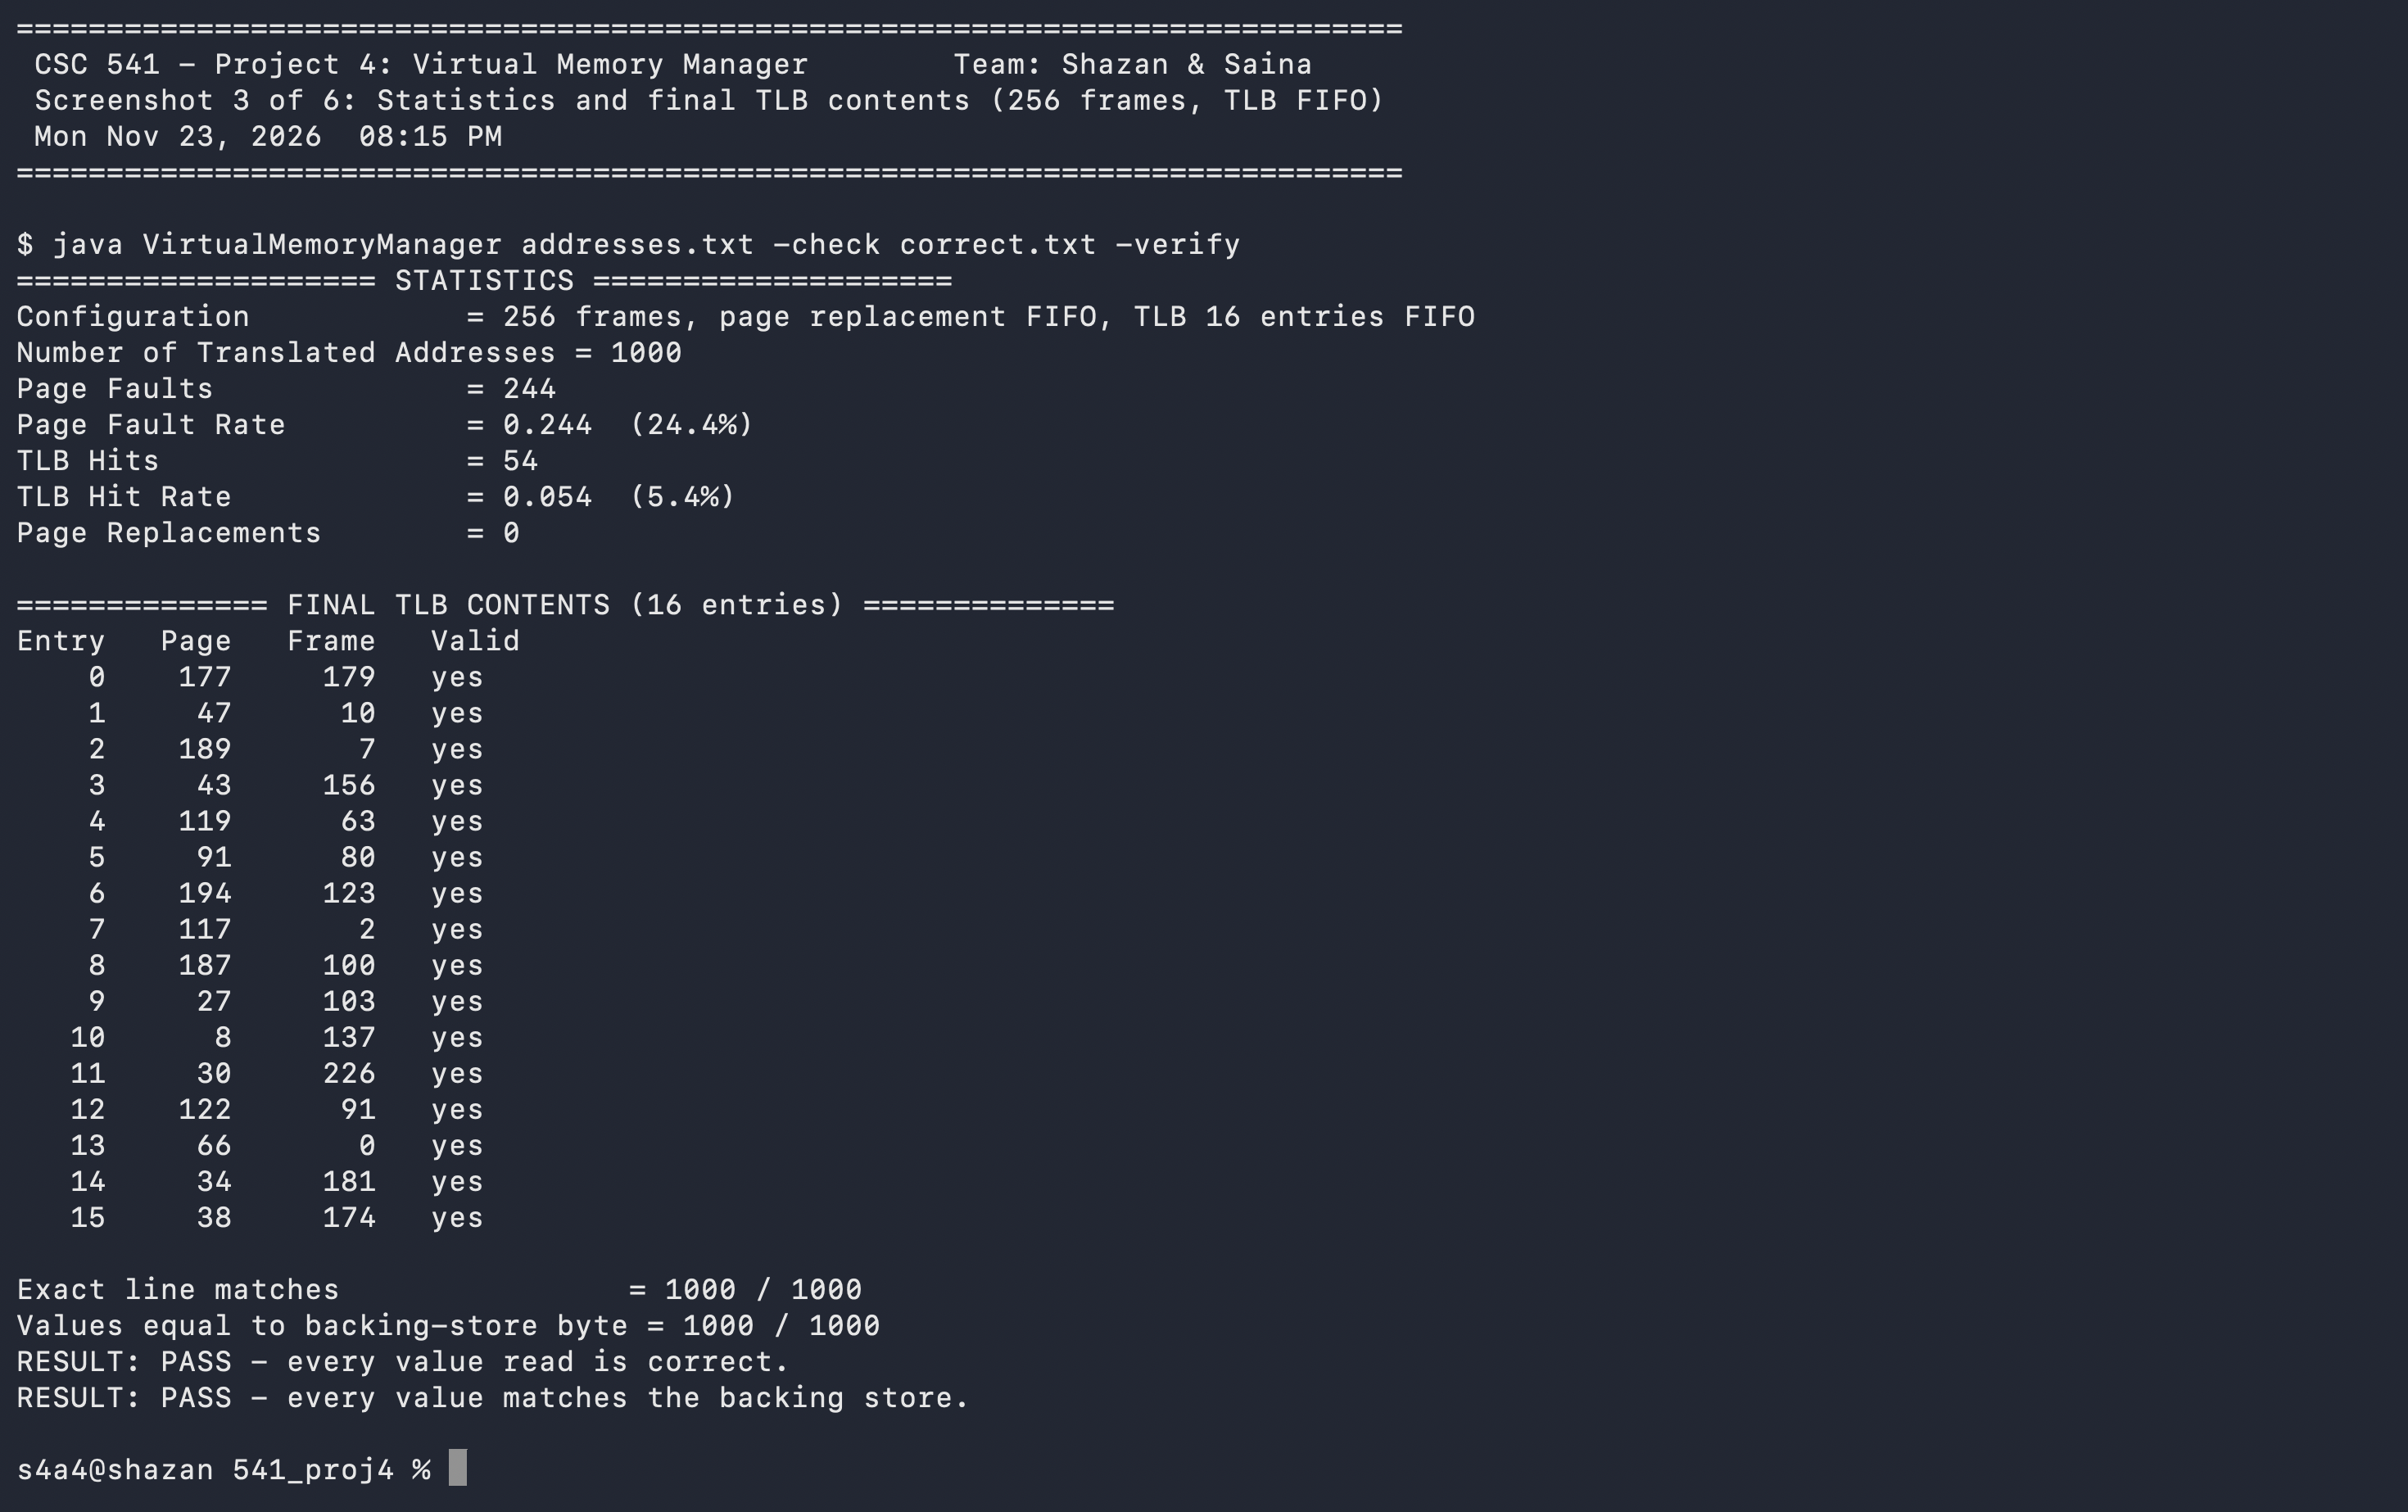 =============================================================================
CSC 541 – Project 4: Virtual Memory Manager        Team: Shazan & Saina
Screenshot 3 of 6: Statistics and final TLB contents (256 frames, TLB FIFO)
Mon Nov 23, 2026  08:15 PM
=============================================================================
$ java VirtualMemoryManager addresses.txt –check correct.txt –verify
==================== STATISTICS ====================
Configuration            = 256 frames, page replacement FIFO, TLB 16 entries FIFO
Number of Translated Addresses = 1000
Page Faults              = 244
Page Fault Rate          = 0.244  (24.4%)
TLB Hits                 = 54
TLB Hit Rate             = 0.054  (5.4%)
Page Replacements        = 0
============== FINAL TLB CONTENTS (16 entries) ==============
Entry   Page   Frame   Valid
    0    177     179   yes
    1     47      10   yes
    2    189       7   yes
    3     43     156   yes
    4    119      63   yes
    5     91      80   yes
    6    194     123   yes
    7    117       2   yes
    8    187     100   yes
    9     27     103   yes
   10      8     137   yes
   11     30     226   yes
   12    122      91   yes
   13     66       0   yes
   14     34     181   yes
   15     38     174   yes
Exact line matches                = 1000 / 1000
Values equal to backing–store byte = 1000 / 1000
RESULT: PASS – every value read is correct.
RESULT: PASS – every value matches the backing store.
s4a4@shazan 541_proj4 %